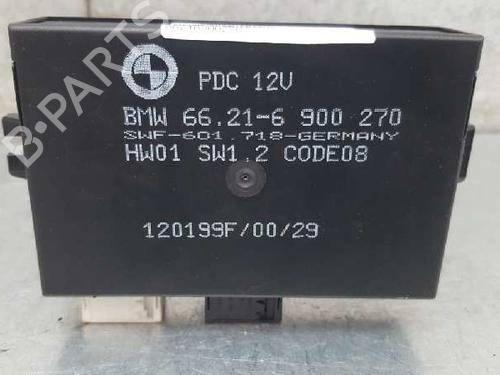 PDC 12V
BMW 66.21-6 900 270
SWF-601.718-GERMANY
HW01 SW1.2 CODE08
120199F/00/29
B-PARTS